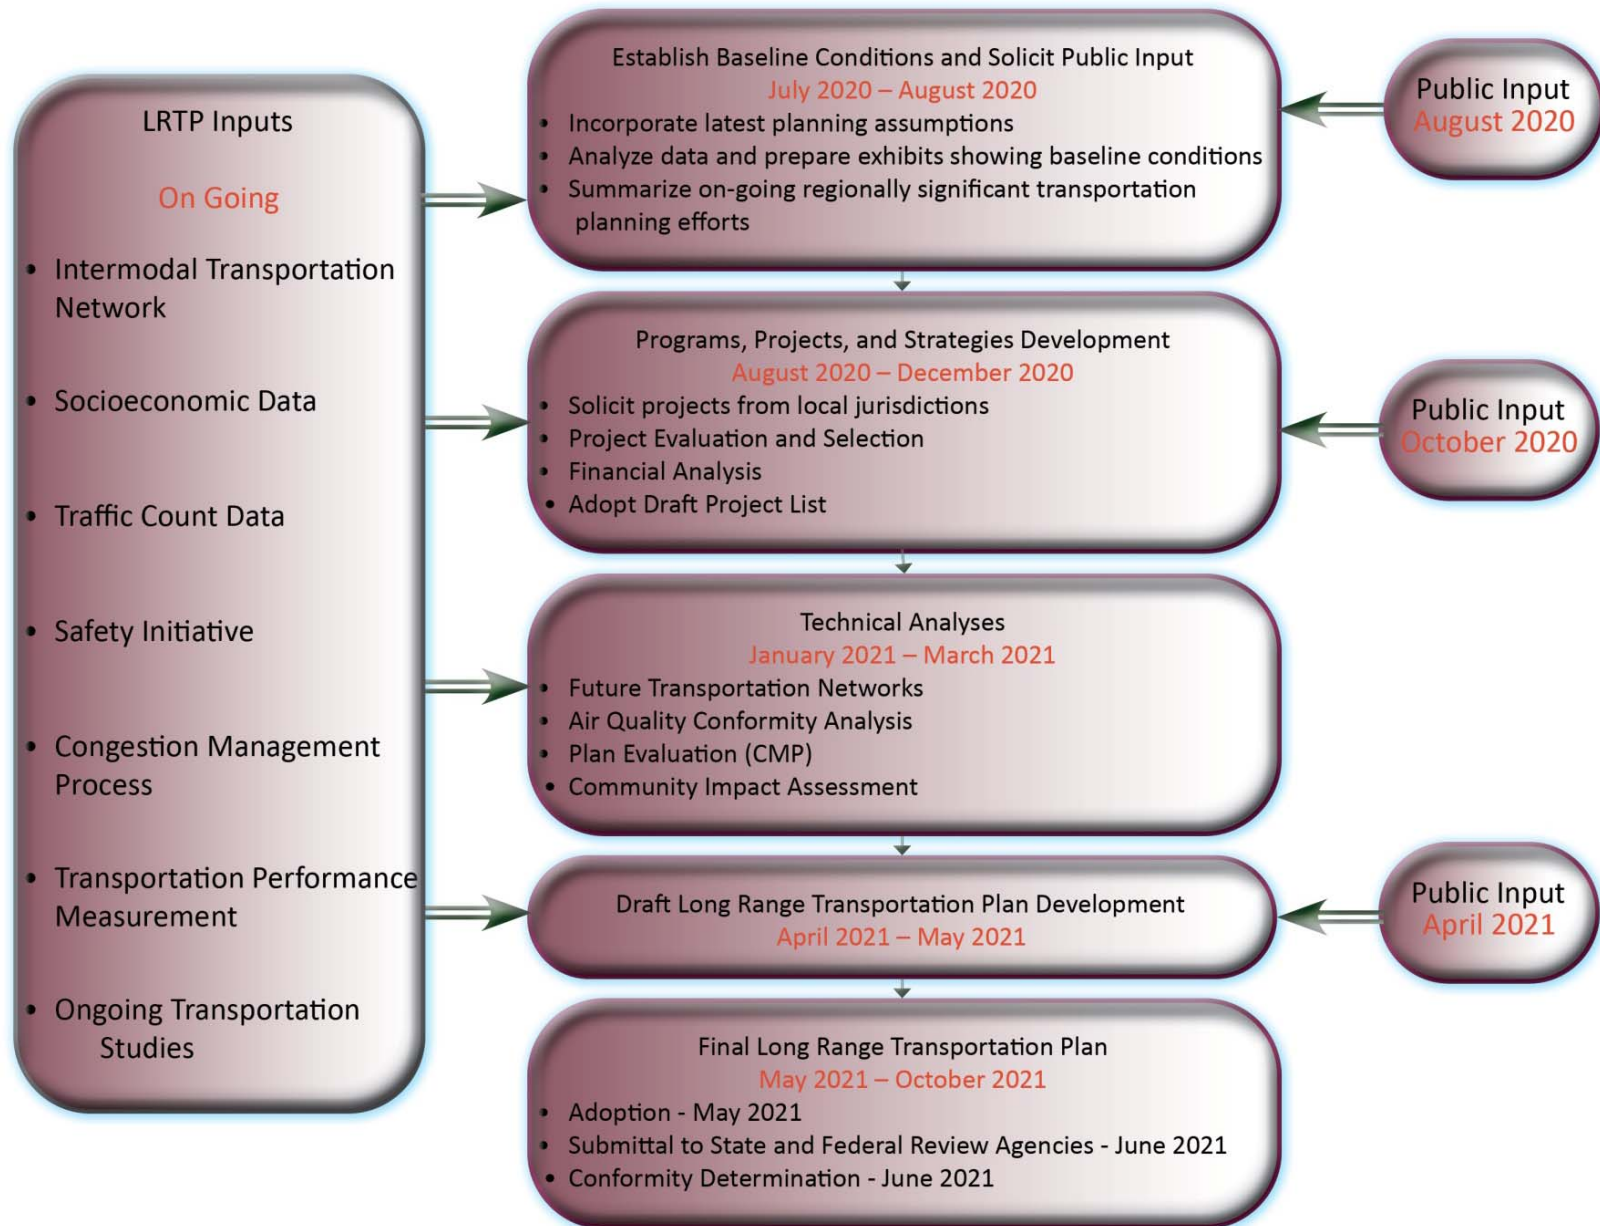 LRTP Inputs
On Going
• Intermodal Transportation
Network
• Socioeconomic Data
• Traffic Count Data
• Safety Initiative
• Congestion Management
Process
• Transportation Performance
Measurement
• Ongoing Transportation
Studies
Establish Baseline Conditions and Solicit Public Input
July 2020 – August 2020
• Incorporate latest planning assumptions
• Analyze data and prepare exhibits showing baseline conditions
• Summarize on-going regionally significant transportation
planning efforts
Public Input
August 2020
Programs, Projects, and Strategies Development
August 2020 – December 2020
• Solicit projects from local jurisdictions
• Project Evaluation and Selection
• Financial Analysis
• Adopt Draft Project List
Public Input
October 2020
Technical Analyses
January 2021 – March 2021
• Future Transportation Networks
• Air Quality Conformity Analysis
• Plan Evaluation (CMP)
• Community Impact Assessment
Draft Long Range Transportation Plan Development
April 2021 – May 2021
Public Input
April 2021
Final Long Range Transportation Plan
May 2021 – October 2021
• Adoption - May 2021
• Submittal to State and Federal Review Agencies - June 2021
• Conformity Determination - June 2021